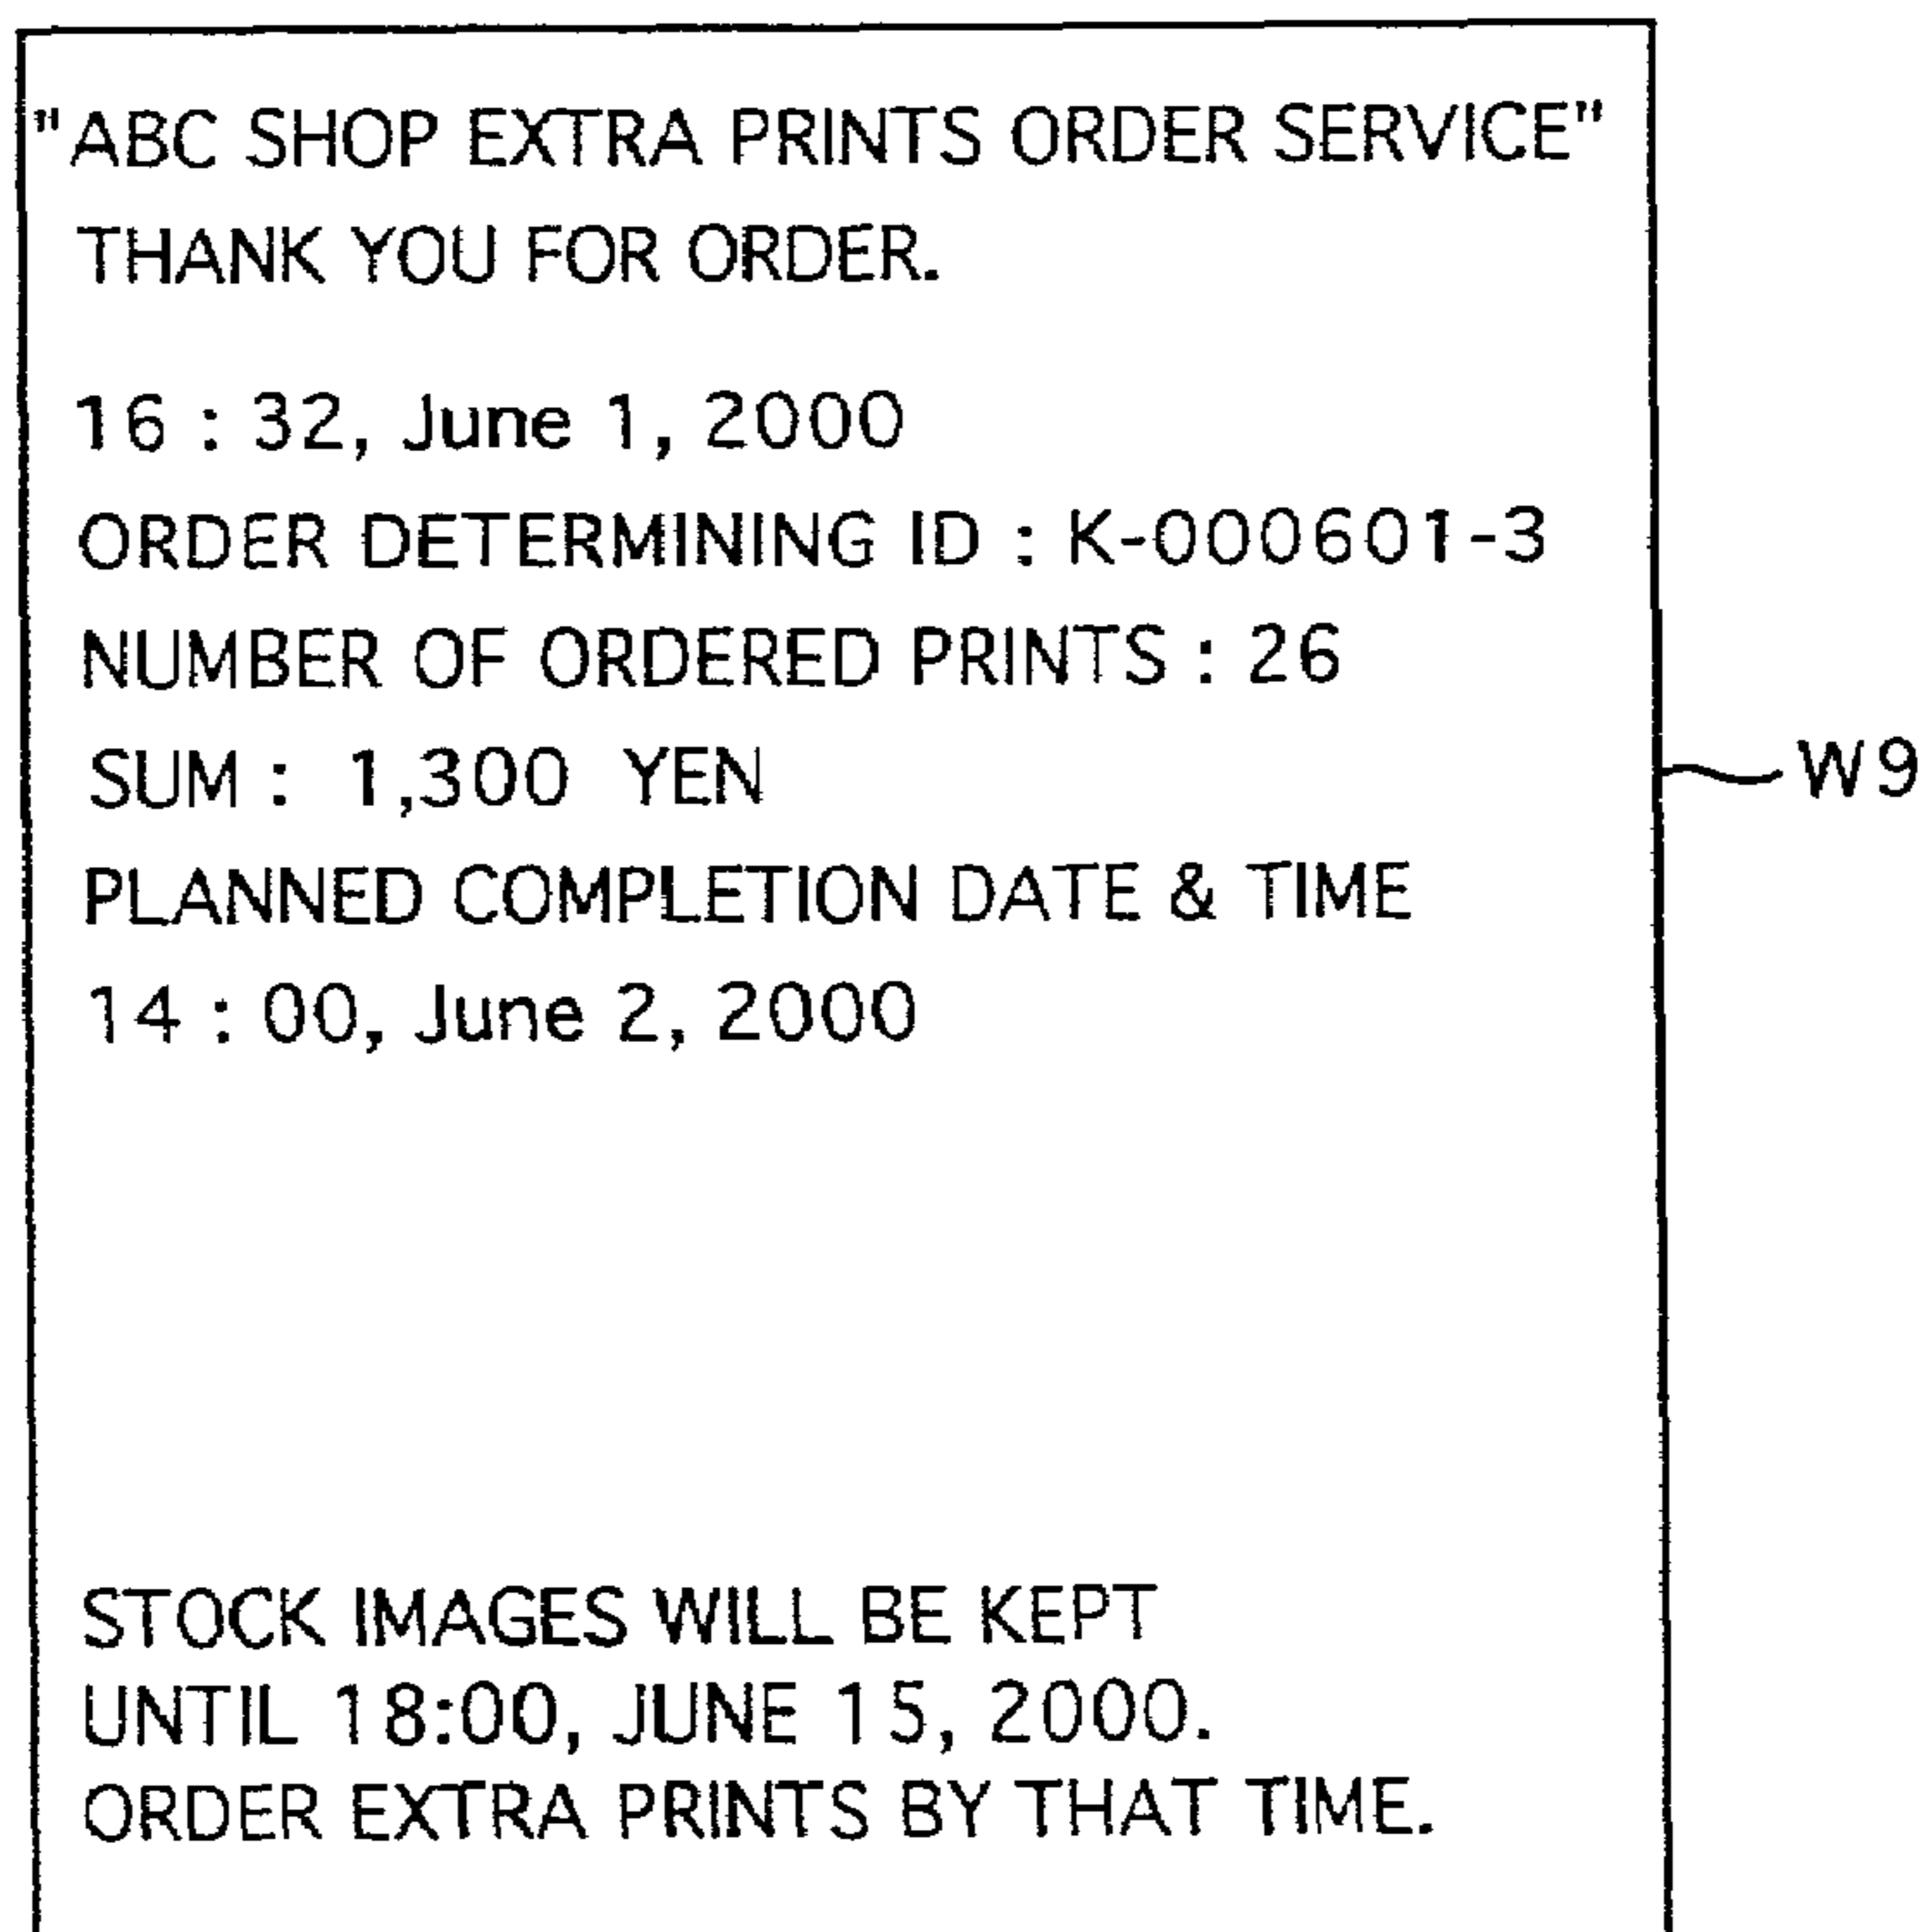 "ABC SHOP EXTRA PRINTS ORDER SERVICE"
THANK YOU FOR ORDER.
16 : 32, June 1, 2000
ORDER DETERMINING ID : K-000601-3
NUMBER OF ORDERED PRINTS : 26
SUM : 1,300 YEN
W9
PLANNED COMPLETION DATE & TIME
14 : 00, June 2, 2000
STOCK IMAGES WILL BE KEPT
UNTIL 18:00, JUNE 15, 2000.
ORDER EXTRA PRINTS BY THAT TIME.